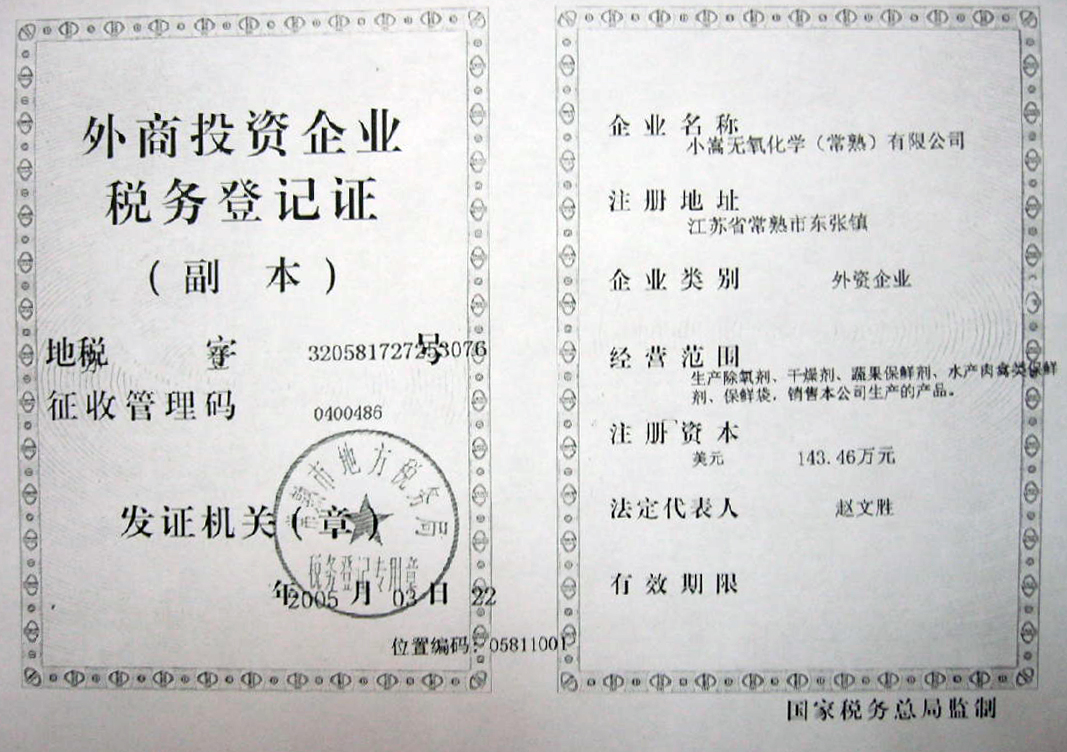 外商投资企业
税务登记证
（副 本）
地税 字 320581727253076 号
征收管理码 0400486
市地方税务局
税务登记专用章
发证机关（章）
2005 年 03 月 22 日
位置编码：05811001
企业名称
小嵩无氧化学（常熟）有限公司
注册地址
江苏省常熟市东张镇
企业类别 外资企业
经营范围
生产除氧剂、干燥剂、蔬果保鲜剂、水产肉禽类保鲜
剂、保鲜袋，销售本公司生产的产品。
注册资本
美元 143.46万元
法定代表人 赵文胜
有效期限
国家税务总局监制